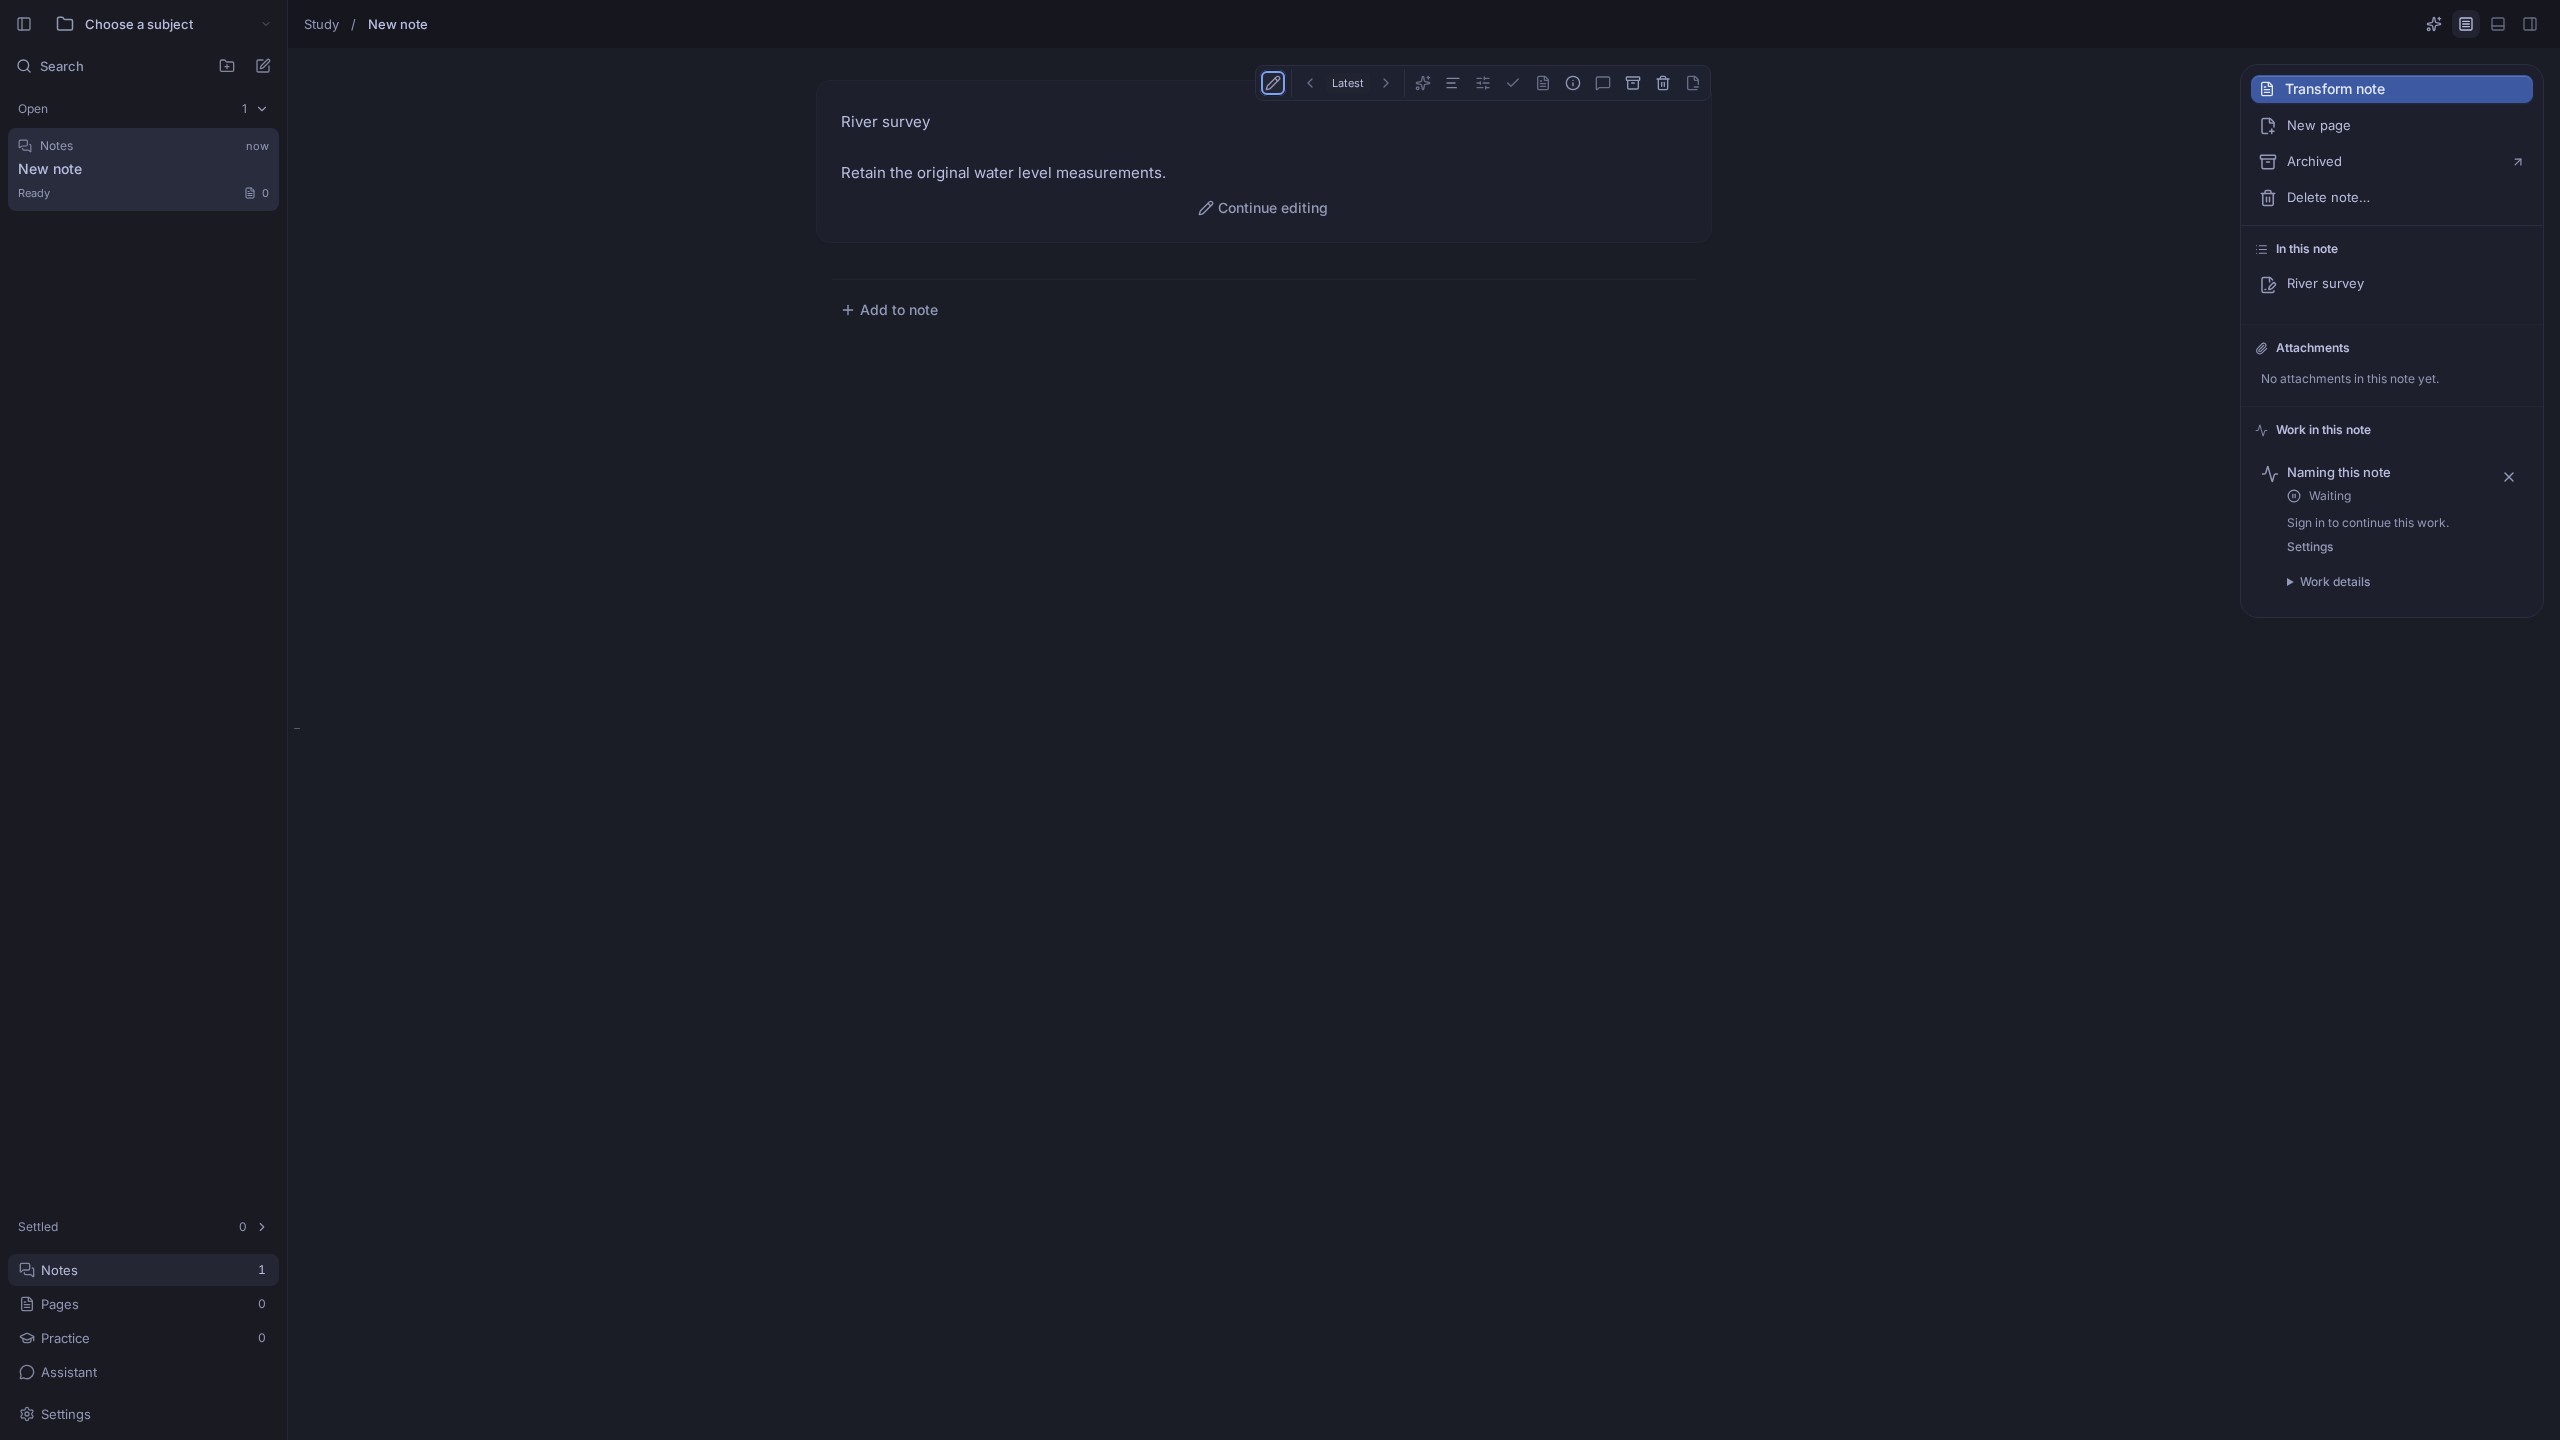 Choose a subject
Search
Open 1
Notes now
New note
Ready 0
Settled 0
Notes 1
Pages 0
Practice 0
Assistant
Settings
Study / New note
Latest
River survey
Retain the original water level measurements.
Continue editing
Add to note
Transform note
New page
Archived
Delete note...
In this note
River survey
Attachments
No attachments in this note yet.
Work in this note
Naming this note
Waiting
Sign in to continue this work.
Settings
Work details